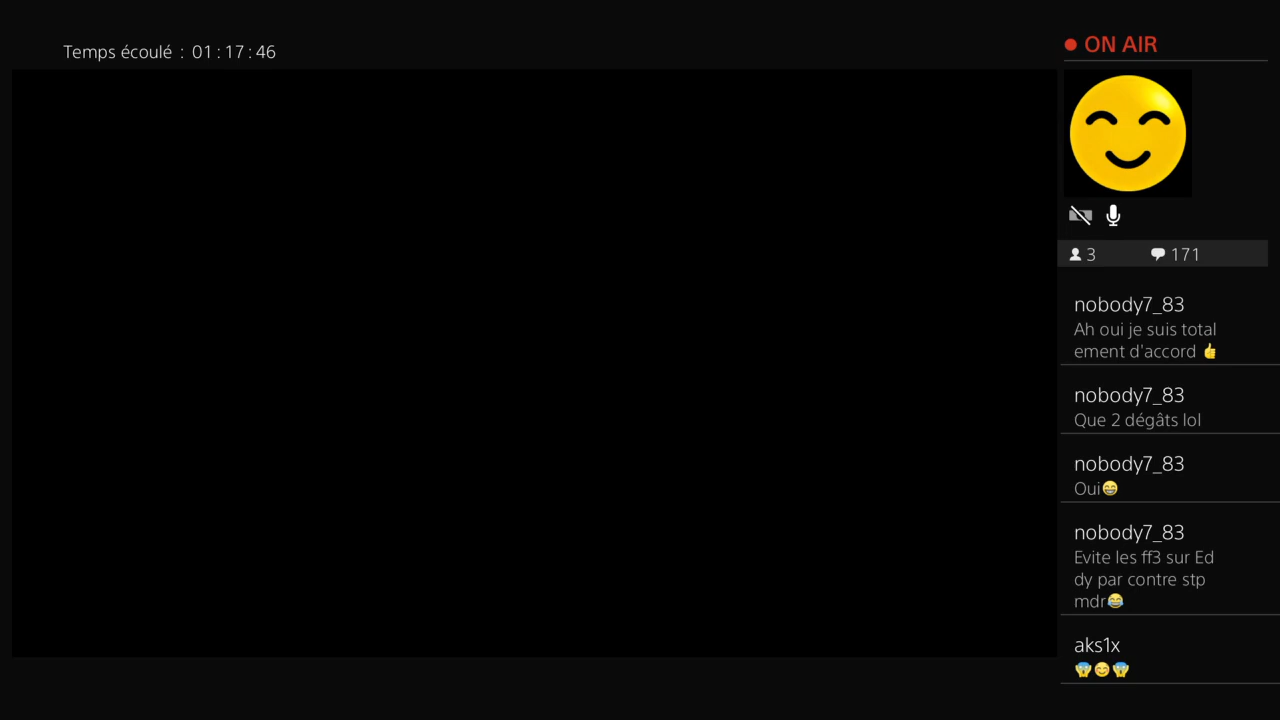 Temps écoulé : 01:17:46
ON AIR
3 171
nobody7_83
Ah oui je suis total
ement d'accord 👍
nobody7_83
Que 2 dégâts lol
nobody7_83
Oui😁
nobody7_83
Evite les ff3 sur Ed
dy par contre stp
mdr😂
aks1x
😱😊😱